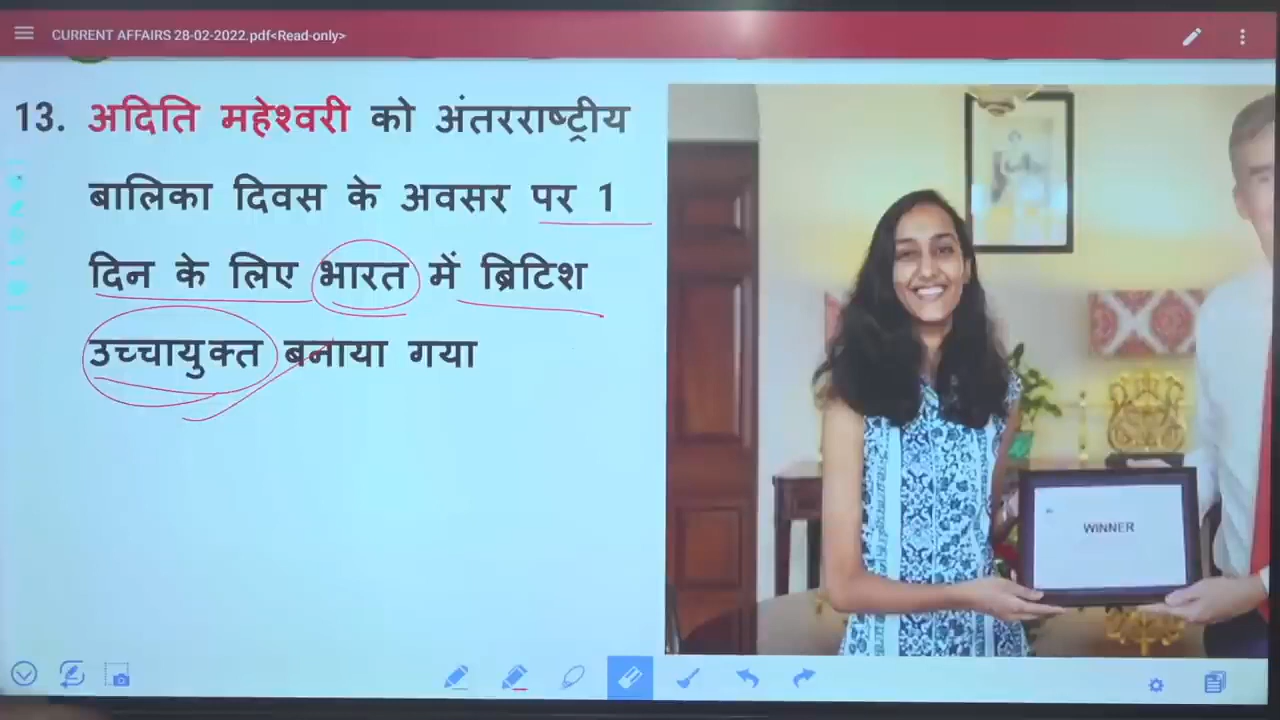 CURRENT AFFAIRS 28-02-2022.pdf<Read-only>
13. अदिति महेश्वरी को अंतरराष्ट्रीय
बालिका दिवस के अवसर पर 1
दिन के लिए भारत में ब्रिटिश
उच्चायुक्त बनाया गया
WINNER